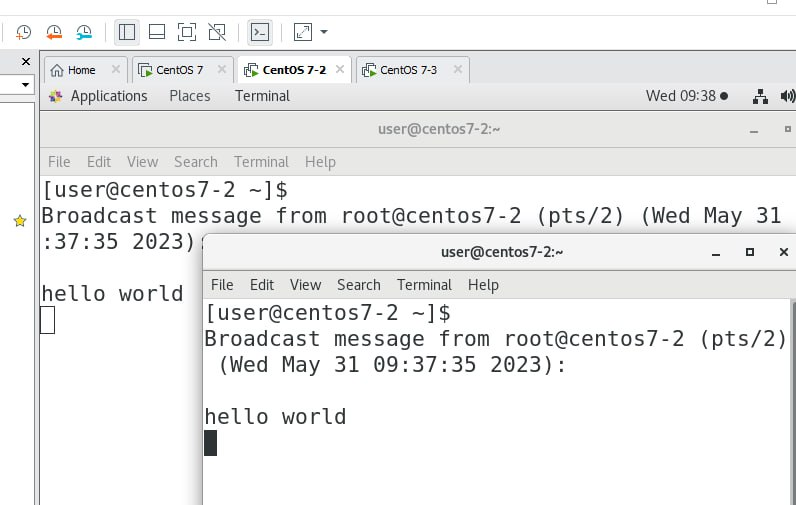 Home CentOS 7 CentOS 7-2 CentOS 7-3
Applications Places Terminal Wed 09:38
user@centos7-2:~
File Edit View Search Terminal Help
[user@centos7-2 ~]$
Broadcast message from root@centos7-2 (pts/2) (Wed May 31
:37:35 2023):
hello world
user@centos7-2:~
File Edit View Search Terminal Help
[user@centos7-2 ~]$
Broadcast message from root@centos7-2 (pts/2)
(Wed May 31 09:37:35 2023):
hello world